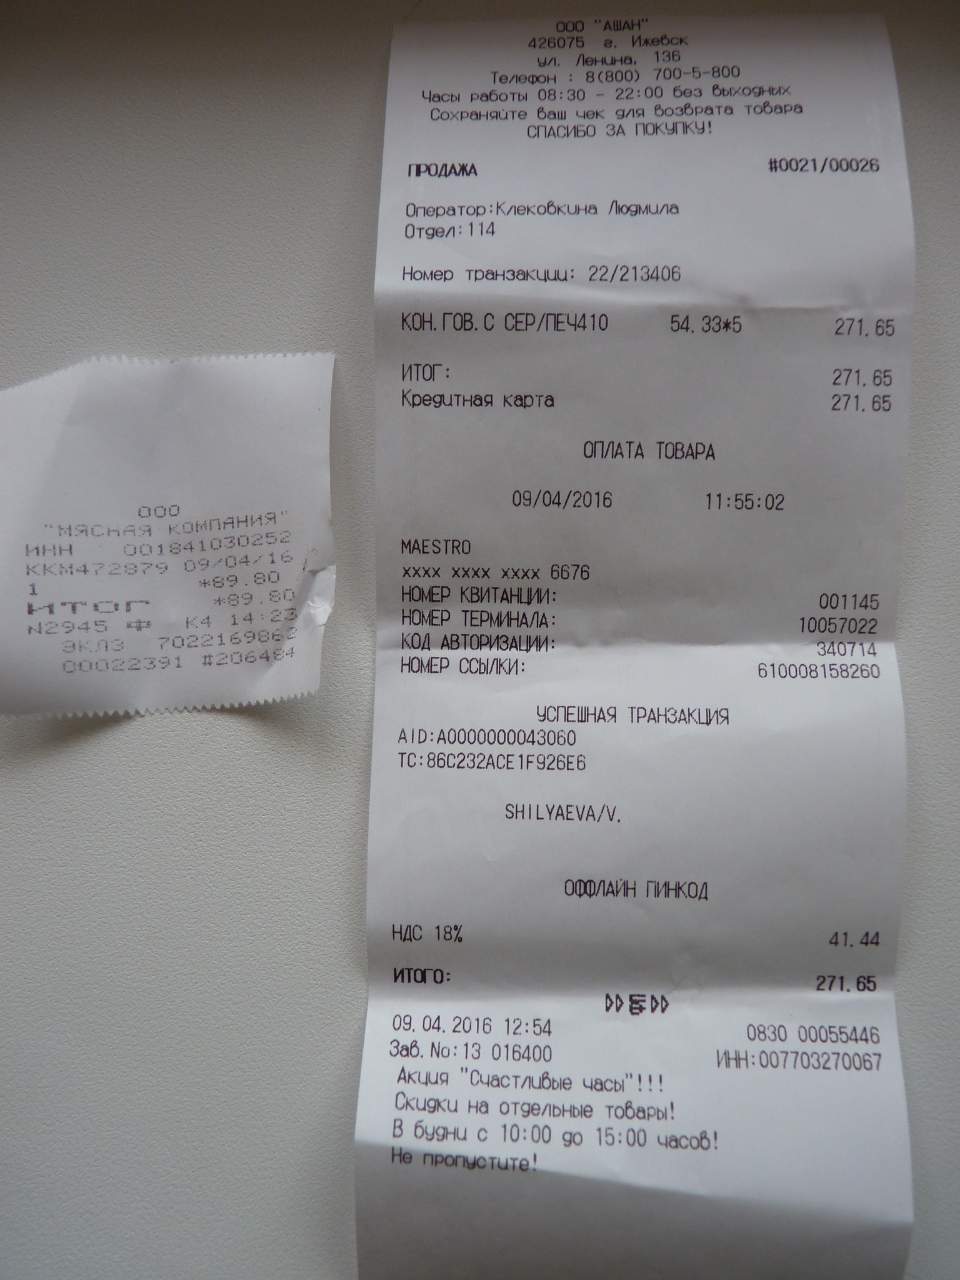 ООО
"МЯСНАЯ КОМПАНИЯ"
ИНН 001841030252
ККМ472879 09/04/16
1 *89.80
ИТОГ *89.80
N2945 Ф К4 14:23
ЭКЛЗ 7022169862
00022391 #206484
ООО "АШАН"
426075 г. Ижевск
ул. Ленина, 136
Телефон : 8(800) 700-5-800
Часы работы 08:30 - 22:00 без выходных
Сохраняйте ваш чек для возврата товара
СПАСИБО ЗА ПОКУПКУ!
ПРОДАЖА #0021/00026
Оператор:Клековкина Людмила
Отдел:114
Номер транзакции: 22/213406
КОН.ГОВ.С СЕР/ПЕЧ410 54.33*5 271.65
ИТОГ: 271.65
Кредитная карта 271.65
ОПЛАТА ТОВАРА
09/04/2016 11:55:02
MAESTRO
xxxx xxxx xxxx 6676
НОМЕР КВИТАНЦИИ: 001145
НОМЕР ТЕРМИНАЛА: 10057022
КОД АВТОРИЗАЦИИ: 340714
НОМЕР ССЫЛКИ: 610008158260
УСПЕШНАЯ ТРАНЗАКЦИЯ
AID:A0000000043060
TC:86C232ACE1F926E6
SHILYAEVA/V.
ОФФЛАЙН ПИНКОД
НДС 18% 41.44
ИТОГО: 271.65
09.04.2016 12:54 0830 00055446
Зав.No:13 016400 ИНН:007703270067
Акция "Счастливые часы"!!!
Скидки на отдельные товары!
В будни с 10:00 до 15:00 часов!
Не пропустите!